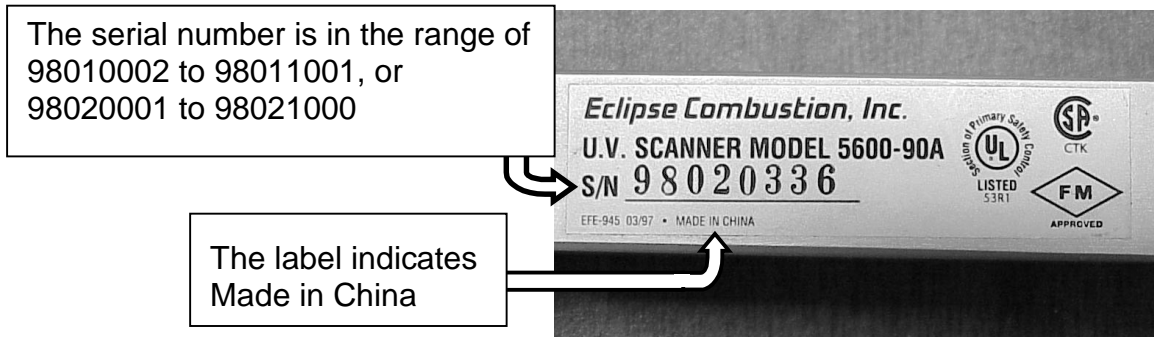 The serial number is in the range of
98010002 to 98011001, or
98020001 to 98021000
Eclipse Combustion, Inc.
U.V. SCANNER MODEL 5600-90A
S/N 98020336
EFE-945 03/97 • MADE IN CHINA
Section of Primary Safety Control
UL
®
LISTED
53R1
SA®
CTK
FM
APPROVED
The label indicates
Made in China